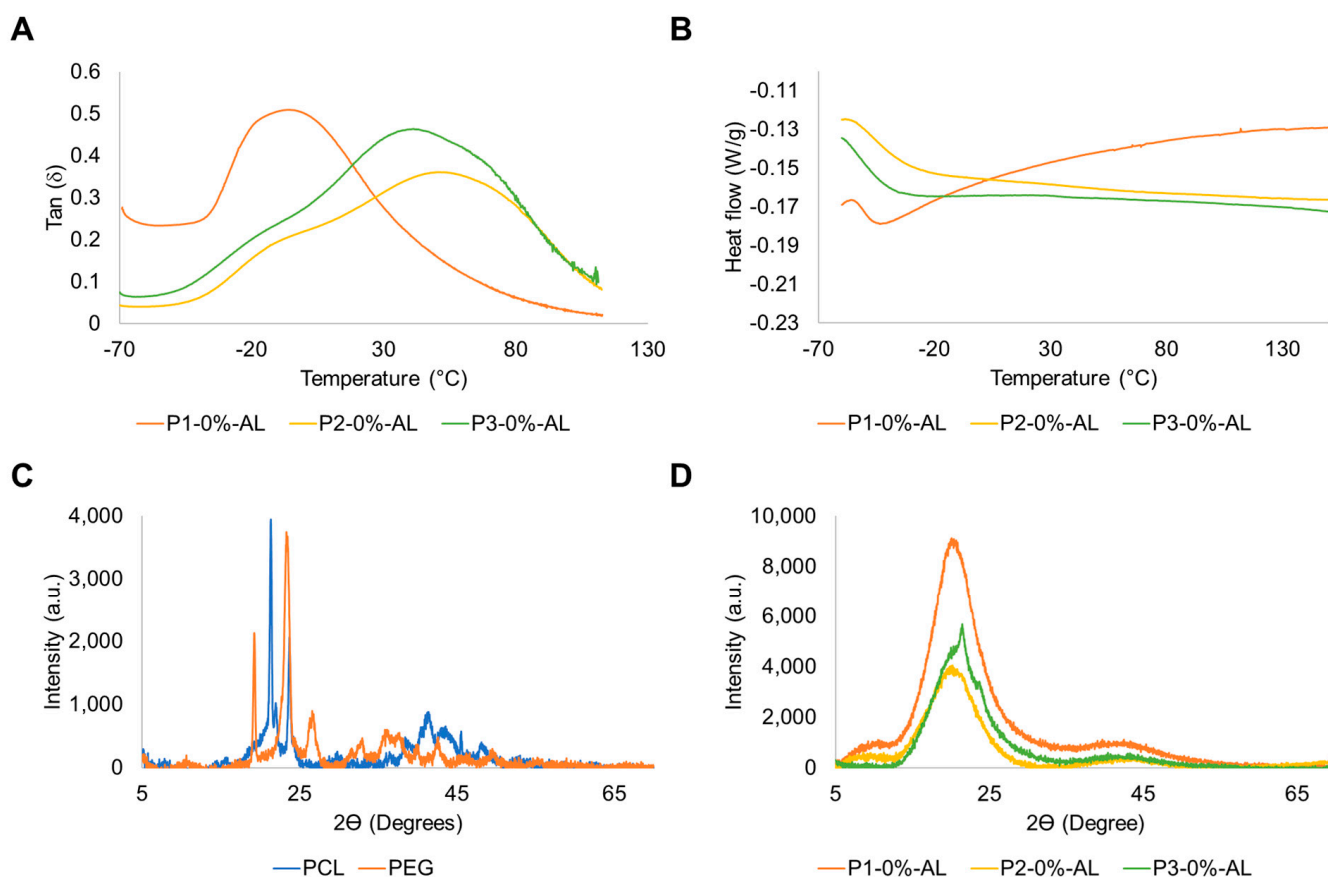 A
0.6
0.5
0.4
0.3
0.2
0.1
0
Tan (δ)
-70 -20 30 80 130
Temperature (°C)
P1-0%-AL P2-0%-AL P3-0%-AL
B
-0.11
-0.13
-0.15
-0.17
-0.19
-0.21
-0.23
Heat flow (W/g)
-70 -20 30 80 130
Temperature (°C)
P1-0%-AL P2-0%-AL P3-0%-AL
C
4,000
3,000
2,000
1,000
0
Intensity (a.u.)
5 25 45 65
2Θ (Degrees)
PCL PEG
D
10,000
8,000
6,000
4,000
2,000
0
Intensity (a.u.)
5 25 45 65
2Θ (Degree)
P1-0%-AL P2-0%-AL P3-0%-AL